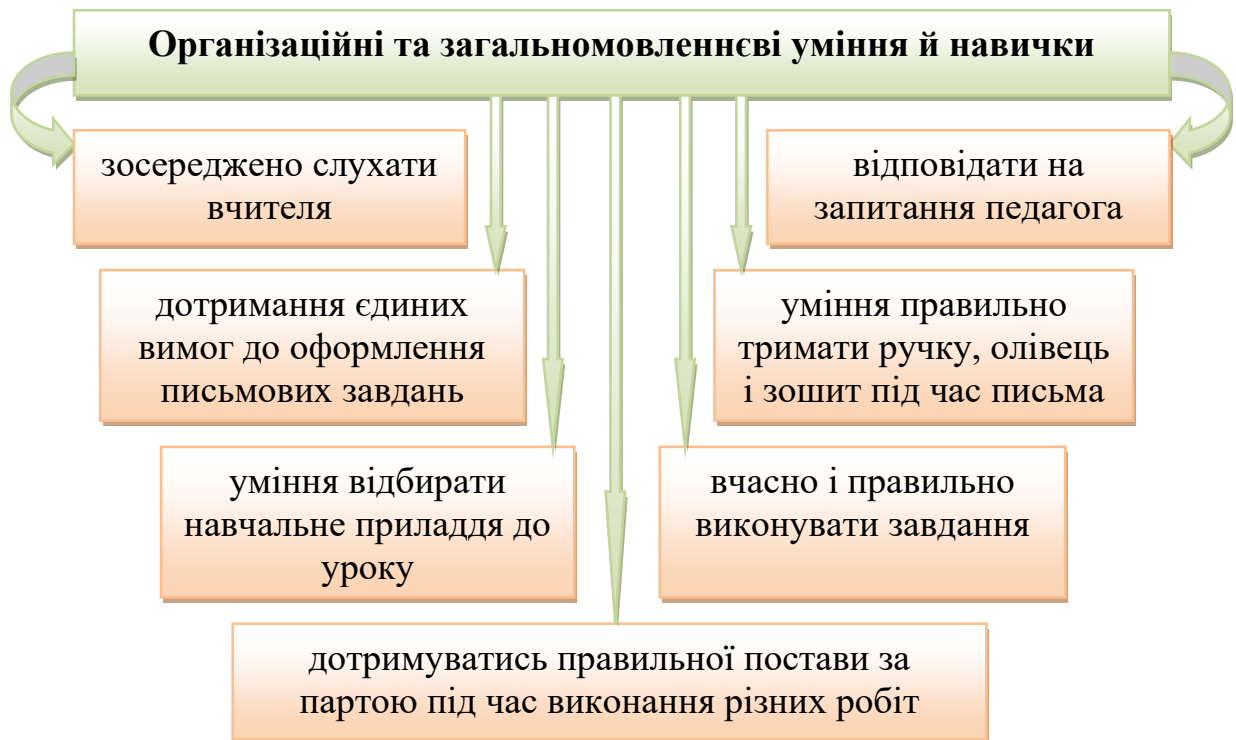 Організаційні та загальномовленнєві уміння й навички
зосереджено слухати
вчителя
відповідати на
запитання педагога
дотримання єдиних
вимог до оформлення
письмових завдань
уміння правильно
тримати ручку, олівець
і зошит під час письма
уміння відбирати
навчальне приладдя до
уроку
вчасно і правильно
виконувати завдання
дотримуватись правильної постави за
партою під час виконання різних робіт